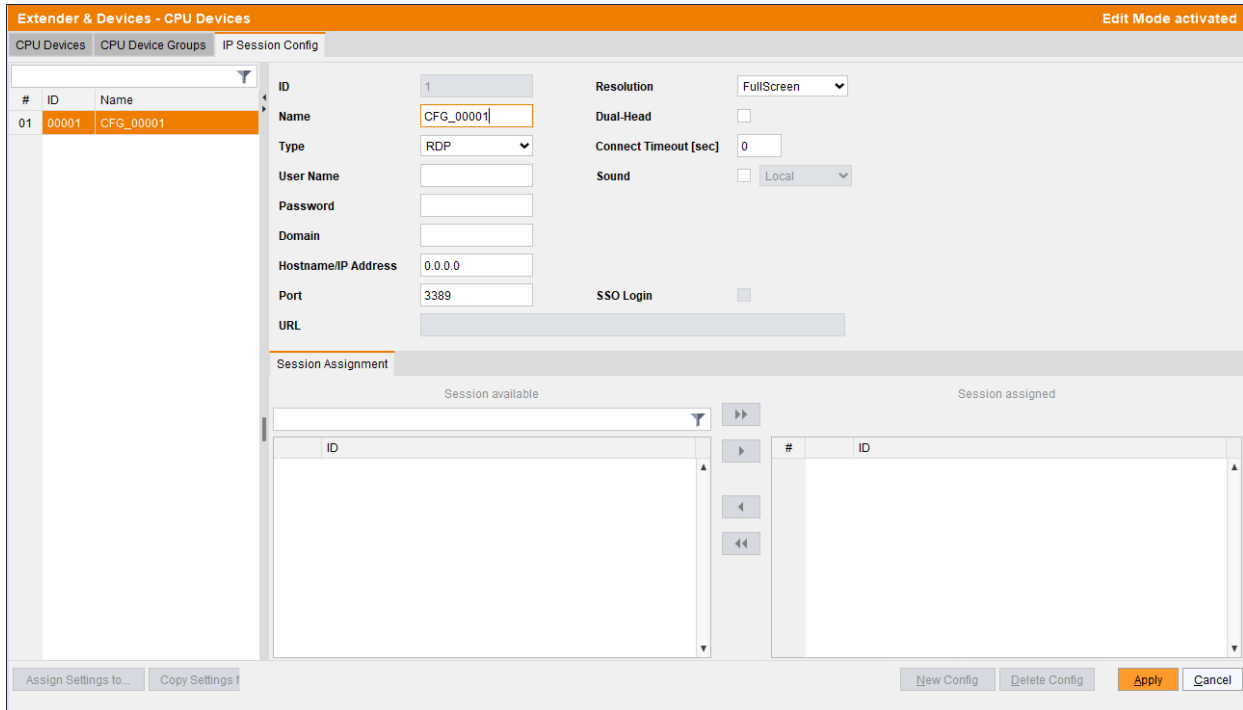 Extender & Devices - CPU Devices
Edit Mode activated
CPU Devices CPU Device Groups IP Session Config
# ID Name
01 00001 CFG_00001
ID 1 Resolution FullScreen
Name CFG_00001 Dual-Head
Type RDP Connect Timeout [sec] 0
User Name Sound Local
Password
Domain
Hostname/IP Address 0.0.0.0
Port 3389 SSO Login
URL
Session Assignment
Session available Session assigned
ID # ID
Assign Settings to... Copy Settings f New Config Delete Config Apply Cancel